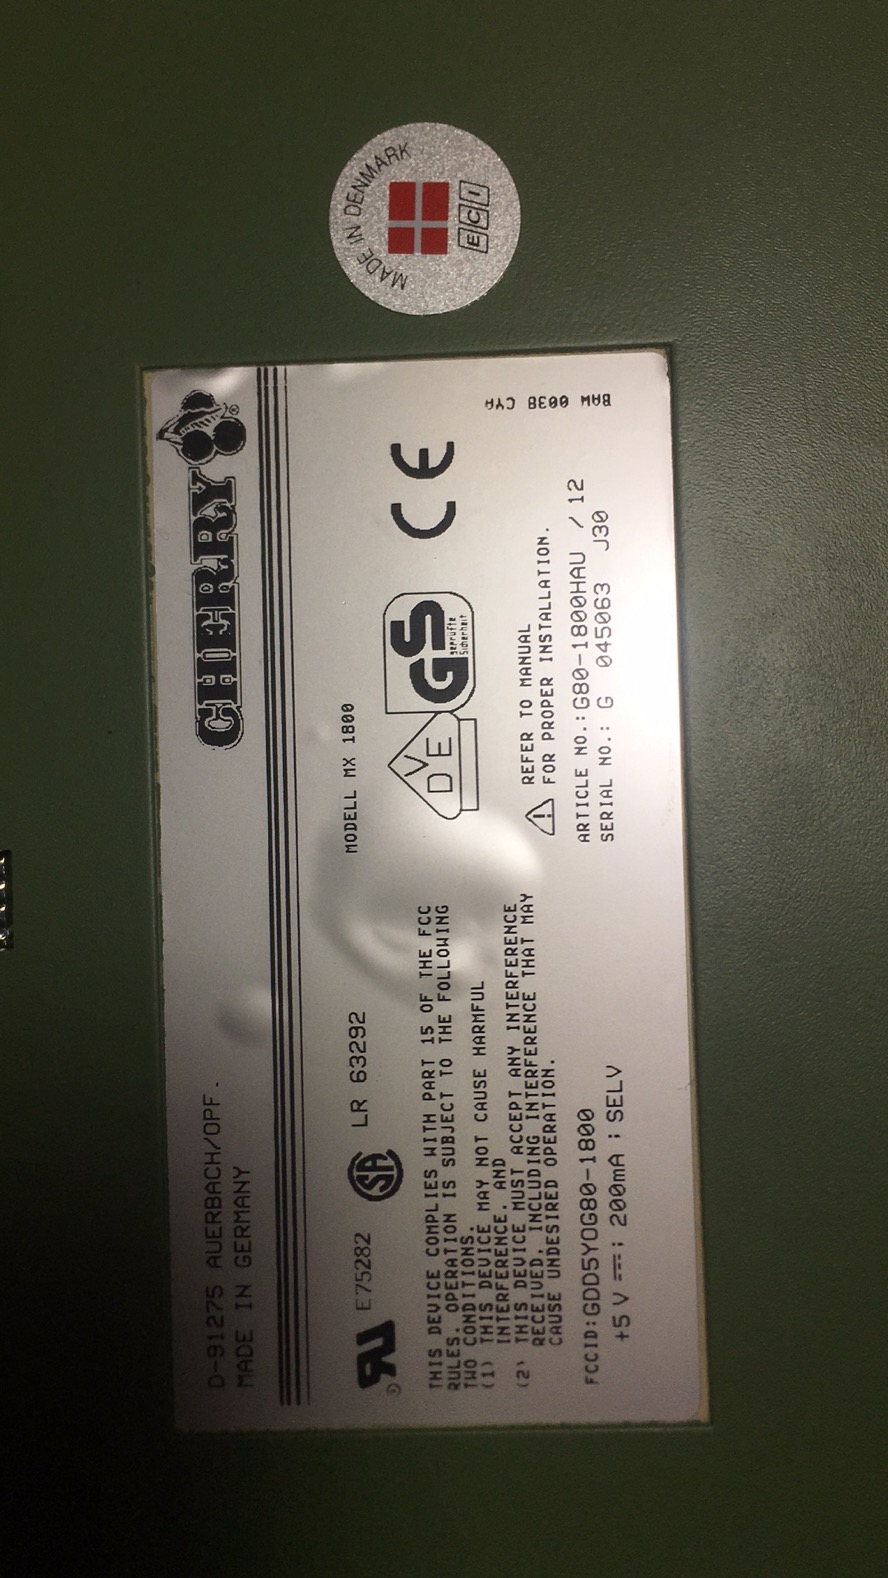 D-91275 AUERBACH/OPF.
MADE IN GERMANY
CHERRY®
E75282
SA
LR 63292
MODELL MX 1800
THIS DEVICE COMPLIES WITH PART 15 OF THE FCC
RULES. OPERATION IS SUBJECT TO THE FOLLOWING
TWO CONDITIONS.
(1) THIS DEVICE MAY NOT CAUSE HARMFUL
INTERFERENCE. AND
(2) THIS DEVICE MUST ACCEPT ANY INTERFERENCE
RECEIVED, INCLUDING INTERFERENCE THAT MAY
CAUSE UNDESIRED OPERATION.
FCCID:GDD5YOG80-1800
+5 V ⎓; 200mA ; SELV
VDE
GS
geprüfte
Sicherheit
CE
REFER TO MANUAL
FOR PROPER INSTALLATION.
ARTICLE NO.:G80-1800HAU / 12
SERIAL NO.: G 045063 J30
BAW 0038 CYA
MADE IN DENMARK
ECI